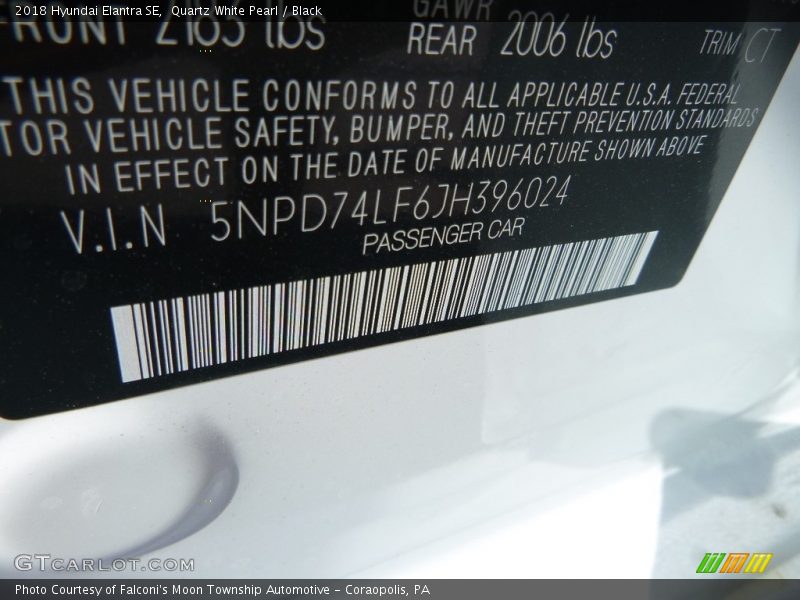 2018 Hyundai Elantra SE,  Quartz White Pearl / Black
FRONT 2163 lbs
GAWR
REAR 2006 lbs
TRIM CT
THIS VEHICLE CONFORMS TO ALL APPLICABLE U.S.A. FEDERAL
TOR VEHICLE SAFETY, BUMPER, AND THEFT PREVENTION STANDARDS
IN EFFECT ON THE DATE OF MANUFACTURE SHOWN ABOVE
V.I.N 5NPD74LF6JH396024
PASSENGER CAR
GTCARLOT.COM
Photo Courtesy of Falconi's Moon Township Automotive - Coraopolis, PA